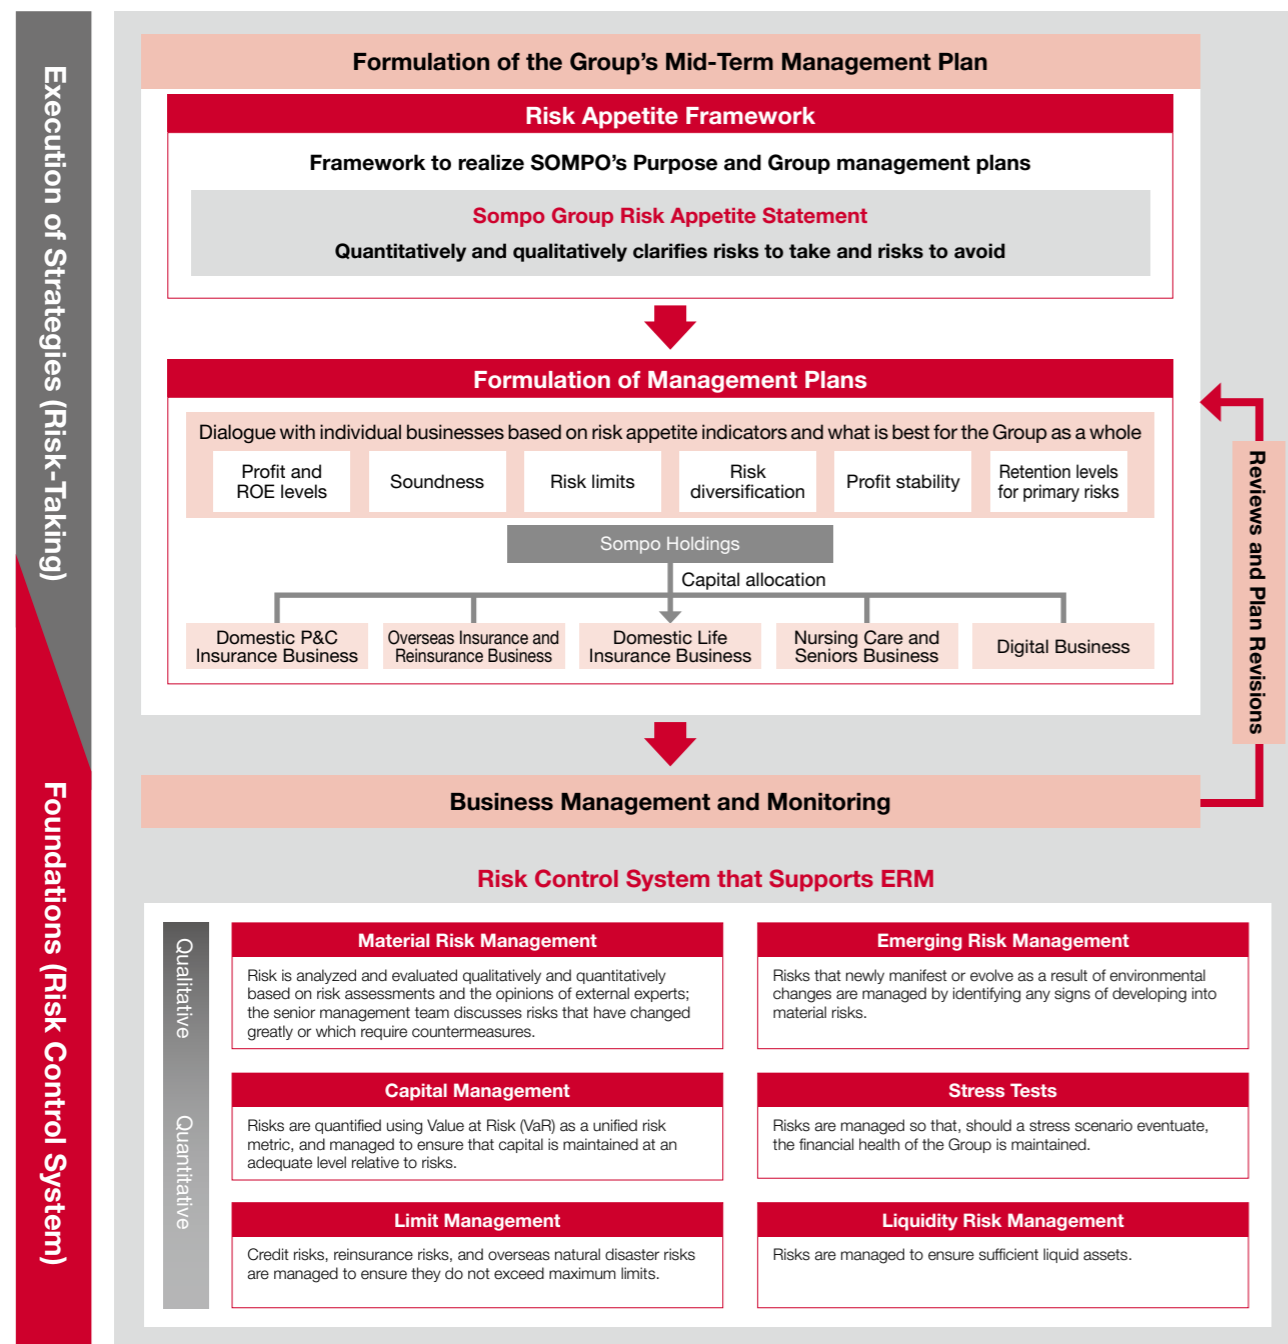 Execution of Strategies (Risk-Taking)
Foundations (Risk Control System)
Formulation of the Group's Mid-Term Management Plan
Risk Appetite Framework
Framework to realize SOMPO's Purpose and Group management plans
Sompo Group Risk Appetite Statement
Quantitatively and qualitatively clarifies risks to take and risks to avoid
Formulation of Management Plans
Dialogue with individual businesses based on risk appetite indicators and what is best for the Group as a whole
Profit and
ROE levels
Soundness
Risk limits
Risk
diversification
Profit stability
Retention levels
for primary risks
Sompo Holdings
Capital allocation
Domestic P&C
Insurance Business
Overseas Insurance and
Reinsurance Business
Domestic Life
Insurance Business
Nursing Care and
Seniors Business
Digital Business
Reviews and Plan Revisions
Business Management and Monitoring
Risk Control System that Supports ERM
Qualitative
Quantitative
Material Risk Management
Risk is analyzed and evaluated qualitatively and quantitatively
based on risk assessments and the opinions of external experts;
the senior management team discusses risks that have changed
greatly or which require countermeasures.
Emerging Risk Management
Risks that newly manifest or evolve as a result of environmental
changes are managed by identifying any signs of developing into
material risks.
Capital Management
Risks are quantified using Value at Risk (VaR) as a unified risk
metric, and managed to ensure that capital is maintained at an
adequate level relative to risks.
Stress Tests
Risks are managed so that, should a stress scenario eventuate,
the financial health of the Group is maintained.
Limit Management
Credit risks, reinsurance risks, and overseas natural disaster risks
are managed to ensure they do not exceed maximum limits.
Liquidity Risk Management
Risks are managed to ensure sufficient liquid assets.